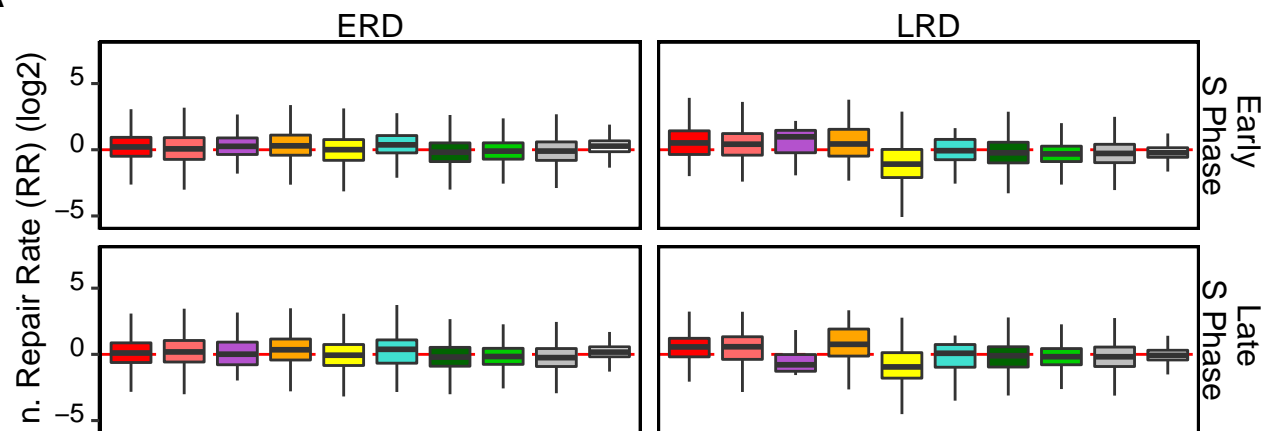 ERD
LRD
n. Repair Rate (RR) (log2)
5
0
−5
Early
S Phase
5
0
−5
Late
S Phase